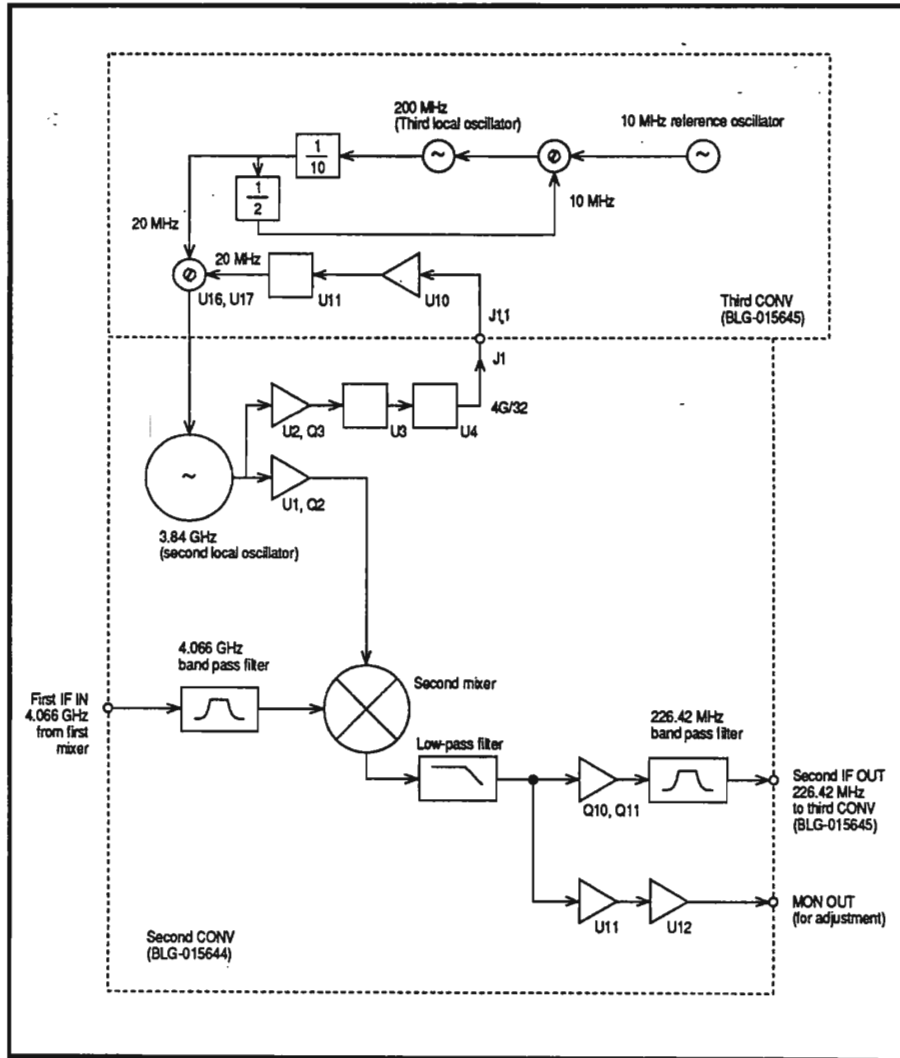 200 MHz
(Third local oscillator)
10 MHz reference oscillator
1
10
1
2
10 MHz
20 MHz
20 MHz
U16, U17
U11
U10
Third CONV
(BLG-015645)
J1,1
J1
4G/32
U2, Q3
U3
U4
~
U1, Q2
3.84 GHz
(second local oscillator)
4.066 GHz
band pass filter
Second mixer
First IF IN
4.066 GHz
from first
mixer
Low-pass filter
226.42 MHz
band pass filter
Q10, Q11
Second IF OUT
226.42 MHz
to third CONV
(BLG-015645)
U11
U12
MON OUT
(for adjustment)
Second CONV
(BLG-015644)